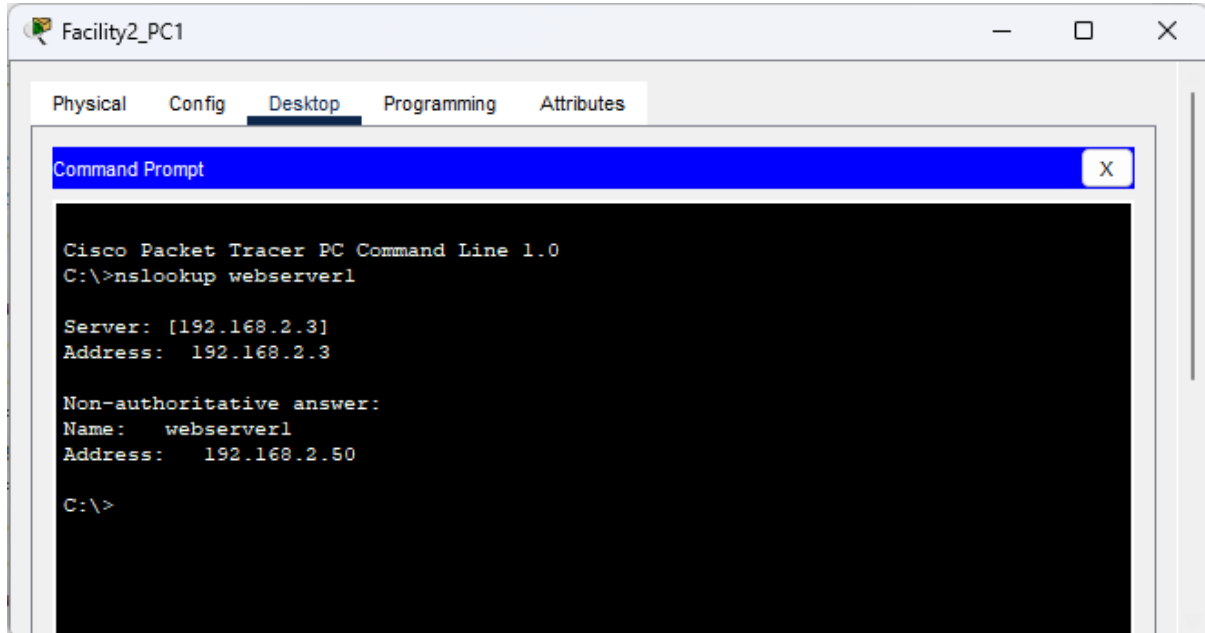 Facility2_PC1
Physical Config Desktop Programming Attributes
Command Prompt X
Cisco Packet Tracer PC Command Line 1.0
C:\>nslookup webserver1
Server: [192.168.2.3]
Address:  192.168.2.3
Non-authoritative answer:
Name:   webserver1
Address:   192.168.2.50
C:\>